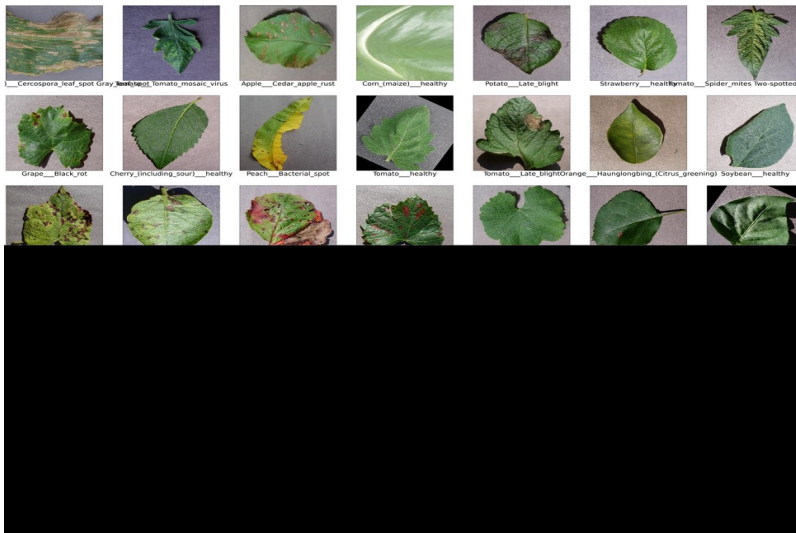 )___Cercospora_leaf_spot Gray_leaf_spot Tomato___Tomato_mosaic_virus Apple___Cedar_apple_rust Corn_(maize)___healthy Potato___Late_blight Strawberry___healthy Tomato___Spider_mites Two-spotted
Grape___Black_rot Cherry_(including_sour)___healthy Peach___Bacterial_spot Tomato___healthy Tomato___Late_blight Orange___Haunglongbing_(Citrus_greening) Soybean___healthy